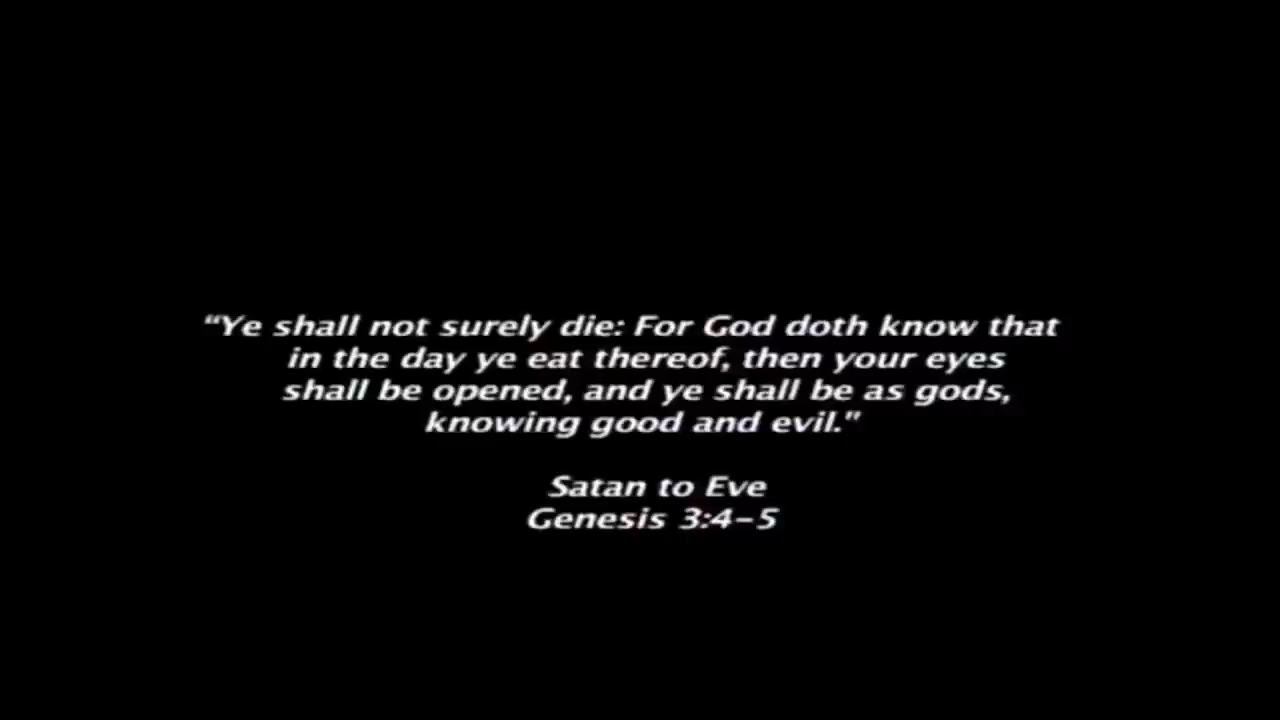 “Ye shall not surely die: For God doth know that
in the day ye eat thereof, then your eyes
shall be opened, and ye shall be as gods,
knowing good and evil."
Satan to Eve
Genesis 3:4–5